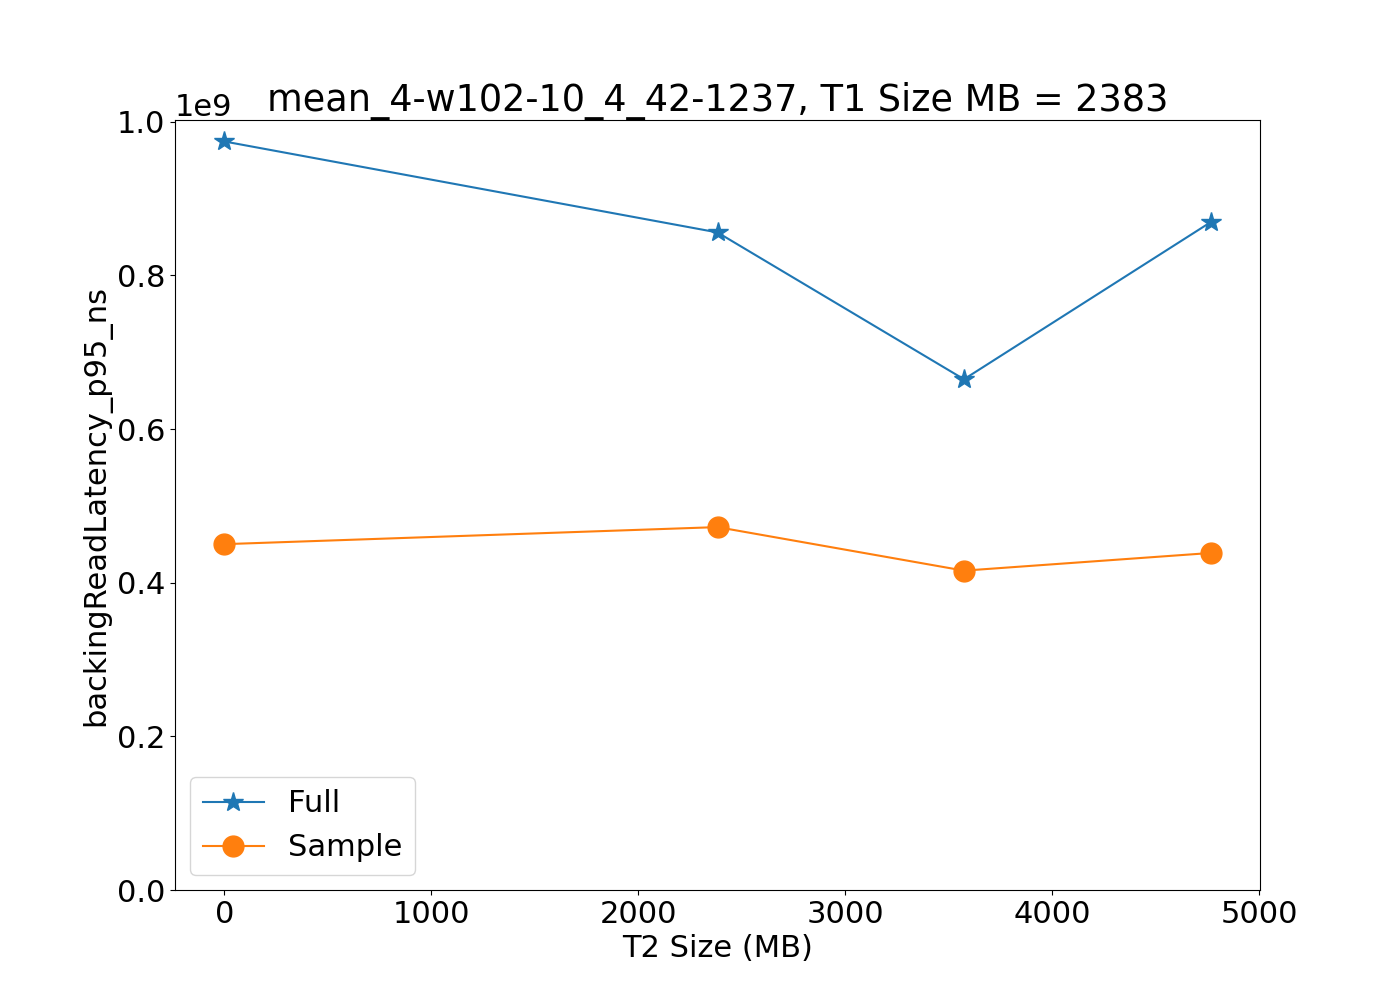 mean_4-w102-10_4_42-1237, T1 Size MB = 2383
1e9
1.0
0.8
0.6
0.4
0.2
0.0
backingReadLatency_p95_ns
Full
Sample
0 1000 2000 3000 4000 5000
T2 Size (MB)